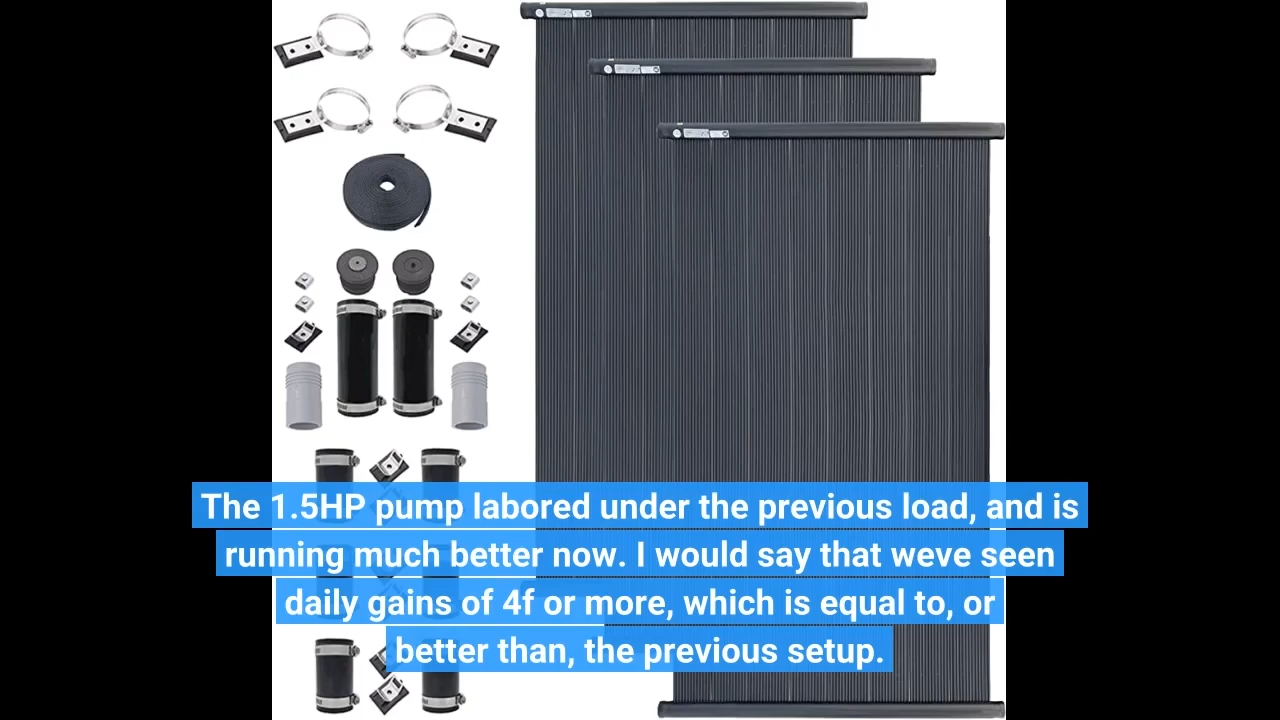 The 1.5HP pump labored under the previous load, and is
running much better now. I would say that weve seen
daily gains of 4f or more, which is equal to, or
better than, the previous setup.